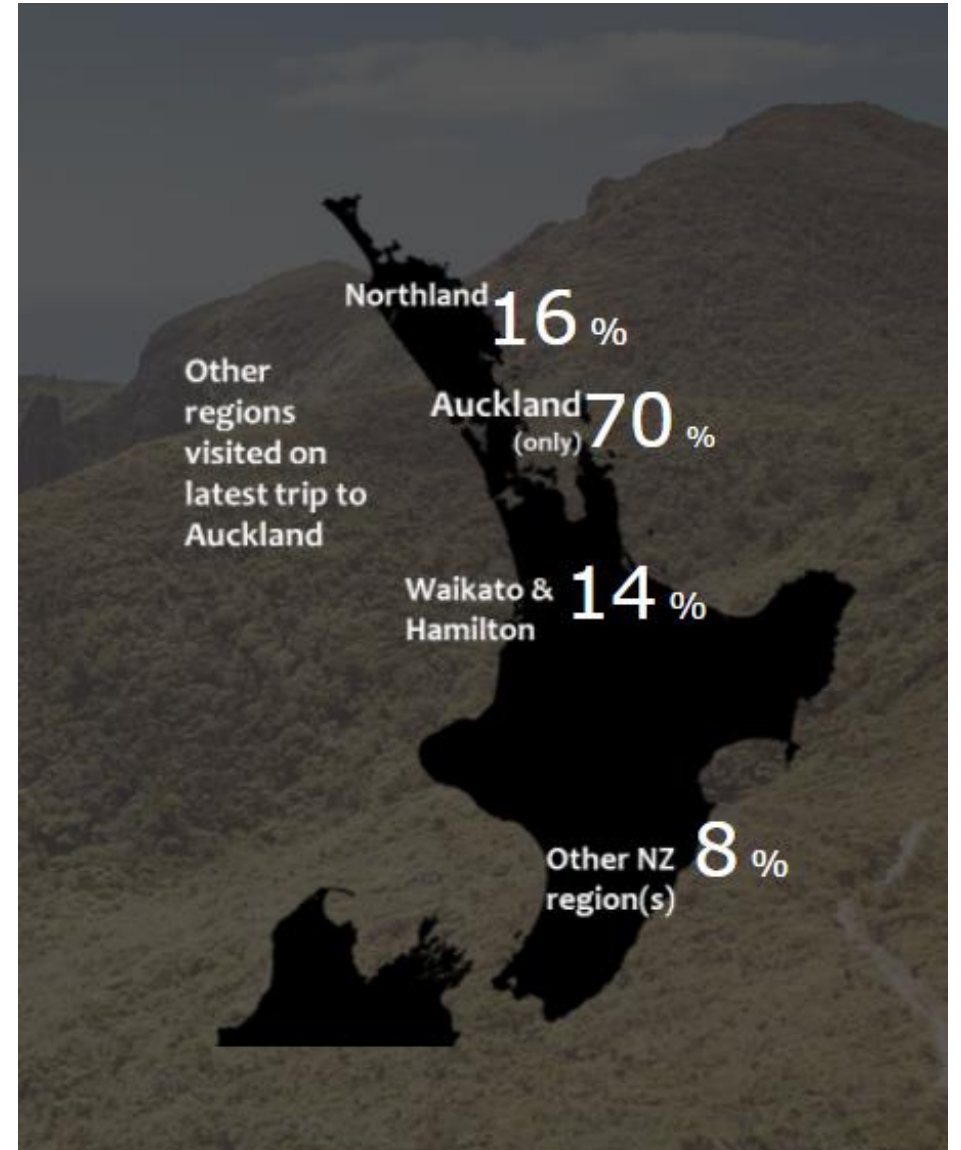 Northland 16 %
Other
regions
visited on
latest trip to
Auckland
Auckland 70 %
(only)
Waikato & 14 %
Hamilton
Other NZ 8 %
region(s)